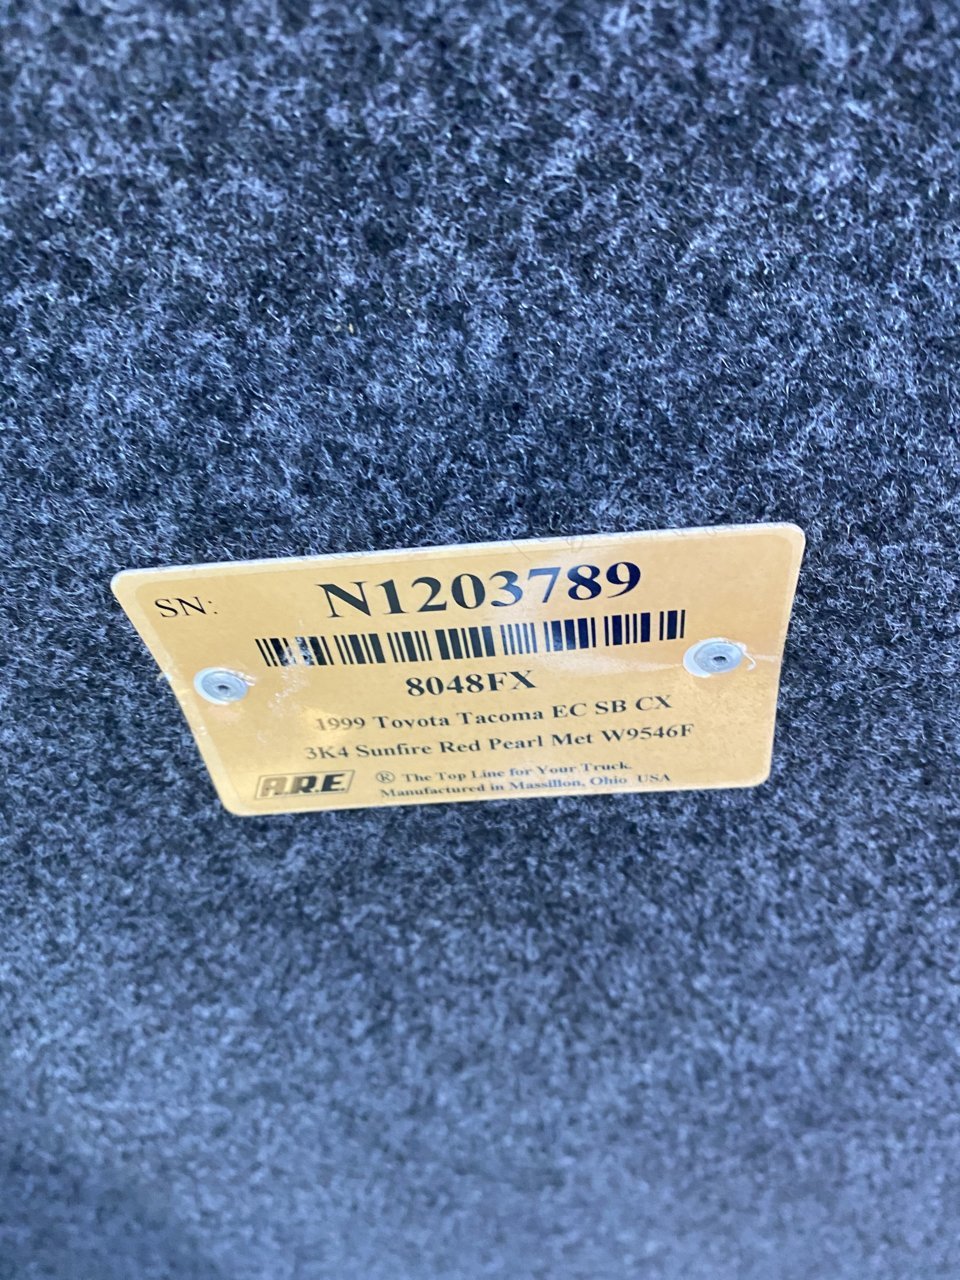 SN: N1203789
8048FX
1999 Toyota Tacoma EC SB CX
3K4 Sunfire Red Pearl Met W9546F
A.R.E. ® The Top Line for Your Truck.
Manufactured in Massillon, Ohio USA